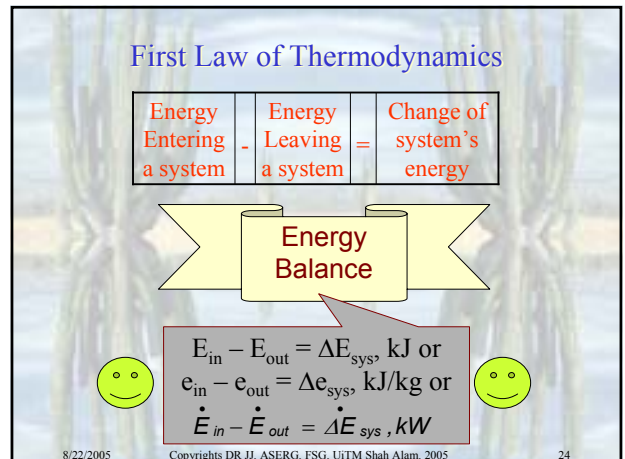 First Law of Thermodynamics
Energy Entering a system - Energy Leaving a system = Change of system's energy
Energy
Balance
E_in – E_out = ΔE_sys, kJ or
e_in – e_out = Δe_sys, kJ/kg or
Ė_in – Ė_out = ΔĖ_sys, kW
8/22/2005 Copyrights DR JJ, ASERG, FSG, UiTM Shah Alam, 2005 24